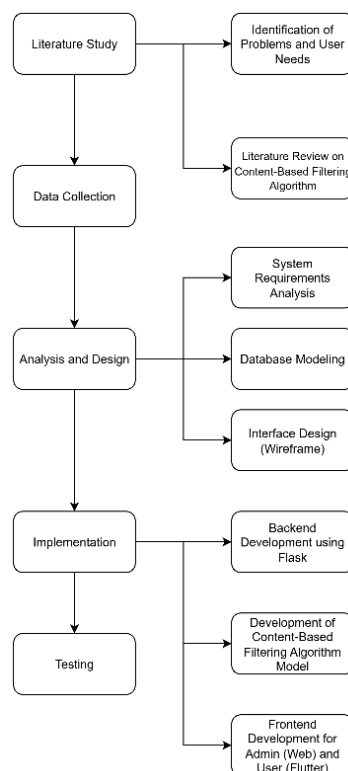 Literature Study
Identification of
Problems and User
Needs
Literature Review on
Content-Based Filtering
Algorithm
Data Collection
System
Requirements
Analysis
Analysis and Design
Database Modeling
Interface Design
(Wireframe)
Implementation
Backend
Development using
Flask
Development of
Content-Based
Filtering Algorithm
Model
Testing
Frontend
Development for
Admin (Web) and
User (Flutter)